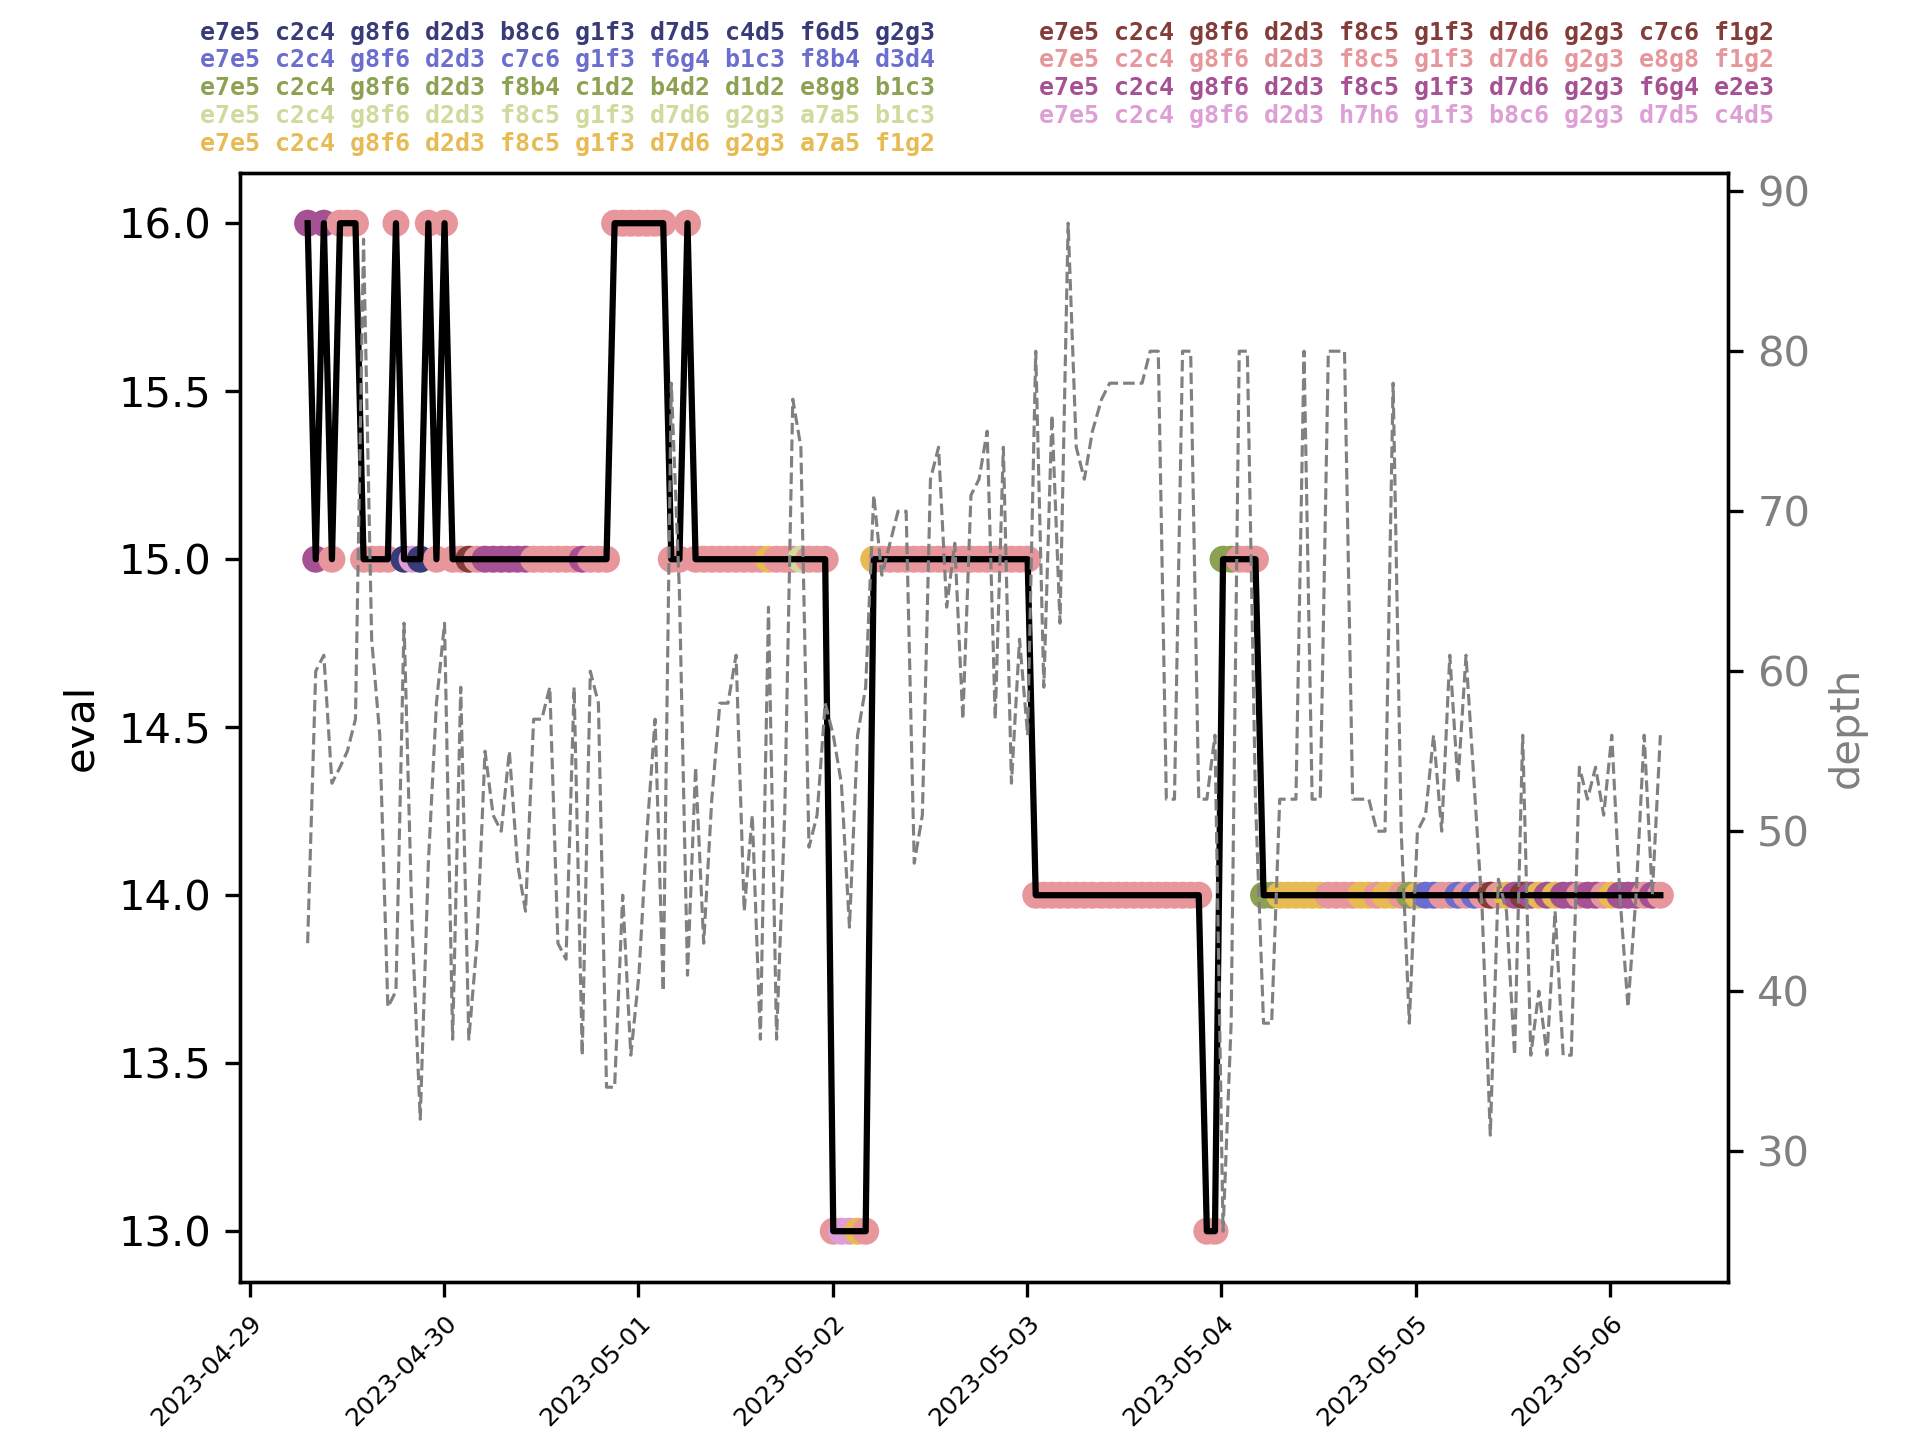 e7e5 c2c4 g8f6 d2d3 b8c6 g1f3 d7d5 c4d5 f6d5 g2g3
e7e5 c2c4 g8f6 d2d3 c7c6 g1f3 f6g4 b1c3 f8b4 d3d4
e7e5 c2c4 g8f6 d2d3 f8b4 c1d2 b4d2 d1d2 e8g8 b1c3
e7e5 c2c4 g8f6 d2d3 f8c5 g1f3 d7d6 g2g3 a7a5 b1c3
e7e5 c2c4 g8f6 d2d3 f8c5 g1f3 d7d6 g2g3 a7a5 f1g2
e7e5 c2c4 g8f6 d2d3 f8c5 g1f3 d7d6 g2g3 c7c6 f1g2
e7e5 c2c4 g8f6 d2d3 f8c5 g1f3 d7d6 g2g3 e8g8 f1g2
e7e5 c2c4 g8f6 d2d3 f8c5 g1f3 d7d6 g2g3 f6g4 e2e3
e7e5 c2c4 g8f6 d2d3 h7h6 g1f3 b8c6 g2g3 d7d5 c4d5
eval
16.0
15.5
15.0
14.5
14.0
13.5
13.0
90
80
70
60
50
40
30
depth
2023-04-29
2023-04-30
2023-05-01
2023-05-02
2023-05-03
2023-05-04
2023-05-05
2023-05-06